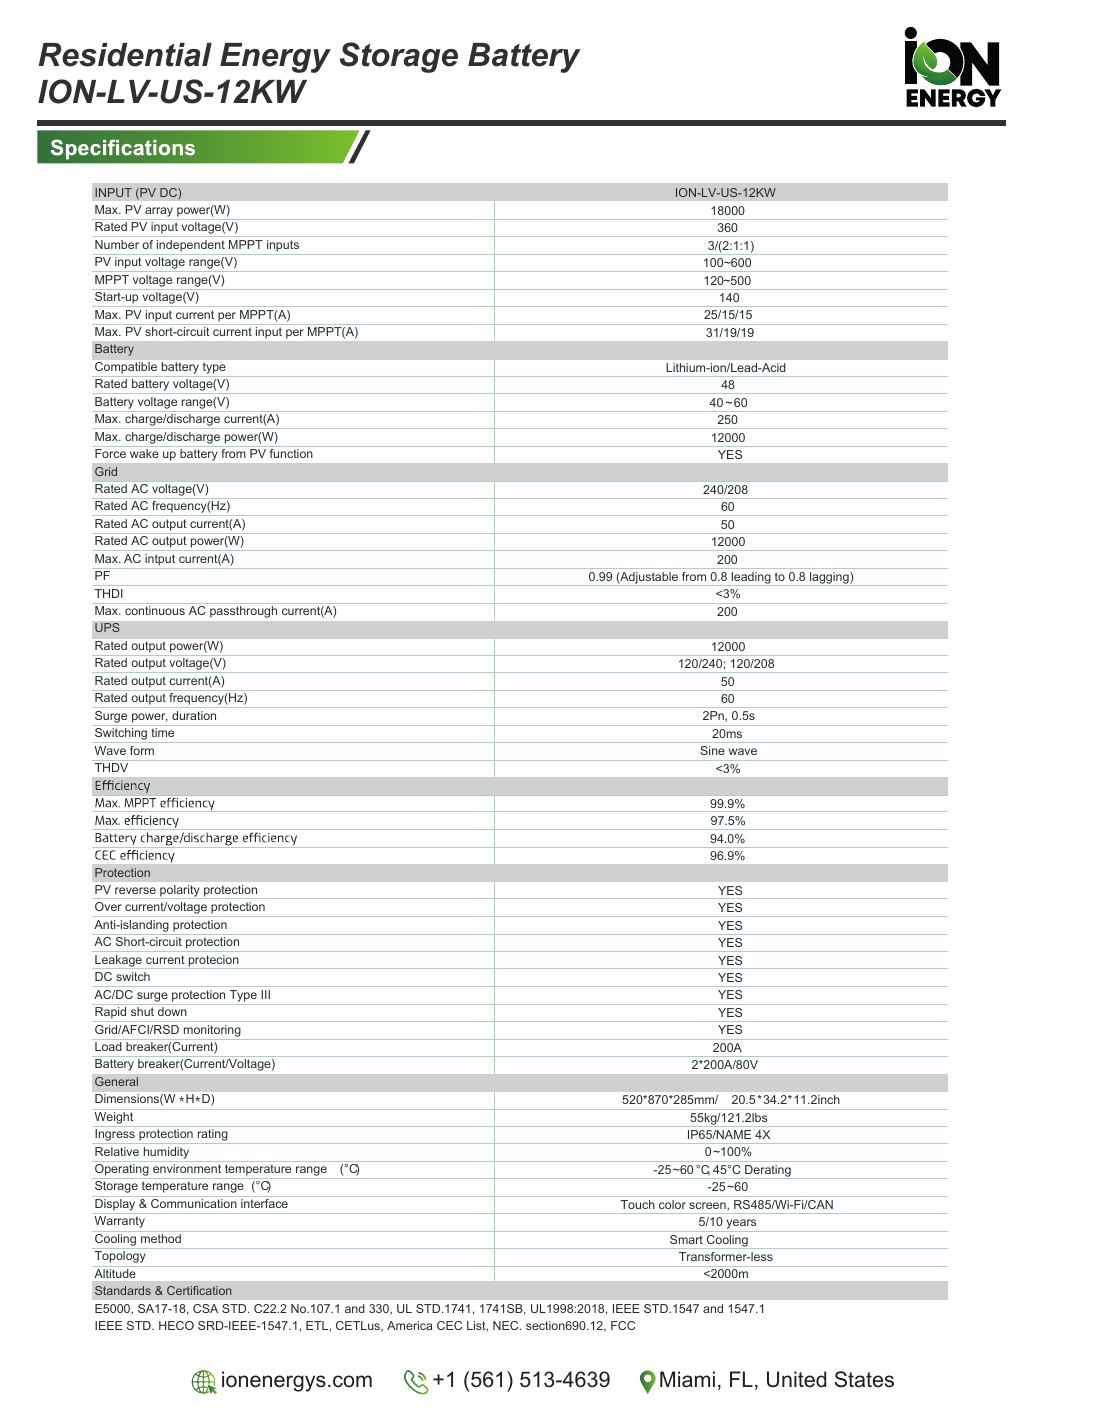 Residential Energy Storage Battery
ION-LV-US-12KW
iON
ENERGY
Specifications
INPUT (PV DC) ION-LV-US-12KW
Max. PV array power(W) 18000
Rated PV input voltage(V) 360
Number of independent MPPT inputs 3/(2:1:1)
PV input voltage range(V) 100~600
MPPT voltage range(V) 120~500
Start-up voltage(V) 140
Max. PV input current per MPPT(A) 25/15/15
Max. PV short-circuit current input per MPPT(A) 31/19/19
Battery
Compatible battery type Lithium-ion/Lead-Acid
Rated battery voltage(V) 48
Battery voltage range(V) 40~60
Max. charge/discharge current(A) 250
Max. charge/discharge power(W) 12000
Force wake up battery from PV function YES
Grid
Rated AC voltage(V) 240/208
Rated AC frequency(Hz) 60
Rated AC output current(A) 50
Rated AC output power(W) 12000
Max. AC intput current(A) 200
PF 0.99 (Adjustable from 0.8 leading to 0.8 lagging)
THDI <3%
Max. continuous AC passthrough current(A) 200
UPS
Rated output power(W) 12000
Rated output voltage(V) 120/240; 120/208
Rated output current(A) 50
Rated output frequency(Hz) 60
Surge power, duration 2Pn, 0.5s
Switching time 20ms
Wave form Sine wave
THDV <3%
Efficiency
Max. MPPT efficiency 99.9%
Max. efficiency 97.5%
Battery charge/discharge efficiency 94.0%
CEC efficiency 96.9%
Protection
PV reverse polarity protection YES
Over current/voltage protection YES
Anti-islanding protection YES
AC Short-circuit protection YES
Leakage current protecion YES
DC switch YES
AC/DC surge protection Type III YES
Rapid shut down YES
Grid/AFCI/RSD monitoring YES
Load breaker(Current) 200A
Battery breaker(Current/Voltage) 2*200A/80V
General
Dimensions(W *H*D) 520*870*285mm/ 20.5*34.2*11.2inch
Weight 55kg/121.2lbs
Ingress protection rating IP65/NAME 4X
Relative humidity 0~100%
Operating environment temperature range (°C) -25~60 °C, 45°C Derating
Storage temperature range (°C) -25~60
Display & Communication interface Touch color screen, RS485/Wi-Fi/CAN
Warranty 5/10 years
Cooling method Smart Cooling
Topology Transformer-less
Altitude <2000m
Standards & Certification
E5000, SA17-18, CSA STD. C22.2 No.107.1 and 330, UL STD.1741, 1741SB, UL1998:2018, IEEE STD.1547 and 1547.1
IEEE STD. HECO SRD-IEEE-1547.1, ETL, CETLus, America CEC List, NEC. section690.12, FCC
ionenergys.com +1 (561) 513-4639 Miami, FL, United States